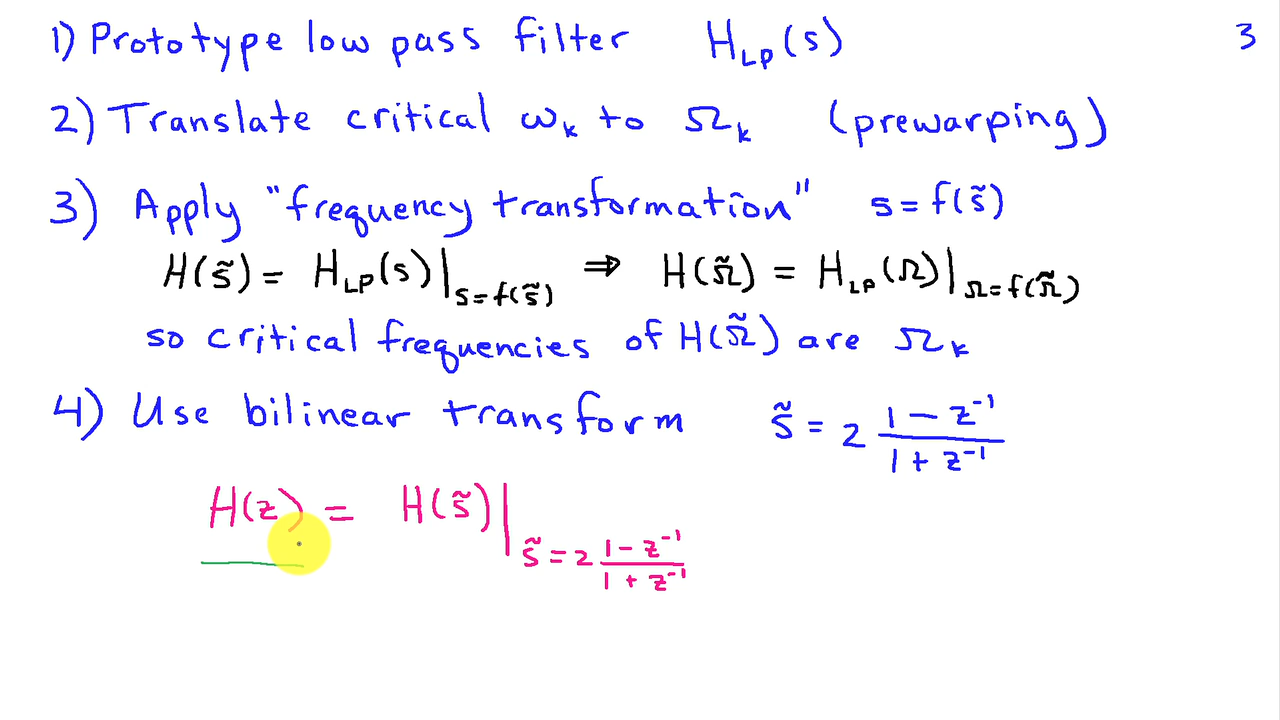 1) Prototype low pass filter H_LP(s) 3
2) Translate critical ω_k to Ω_k (prewarping)
3) Apply "frequency transformation" s = f(s̃)
H(s̃) = H_LP(s)|_{s=f(s̃)} ⇒ H(Ω̃) = H_LP(Ω)|_{Ω=f(Ω̃)}
so critical frequencies of H(Ω̃) are Ω_k
4) Use bilinear transform s̃ = 2 (1 - z⁻¹)/(1 + z⁻¹)
H(z) = H(s̃)|_{s̃ = 2 (1 - z⁻¹)/(1 + z⁻¹)}